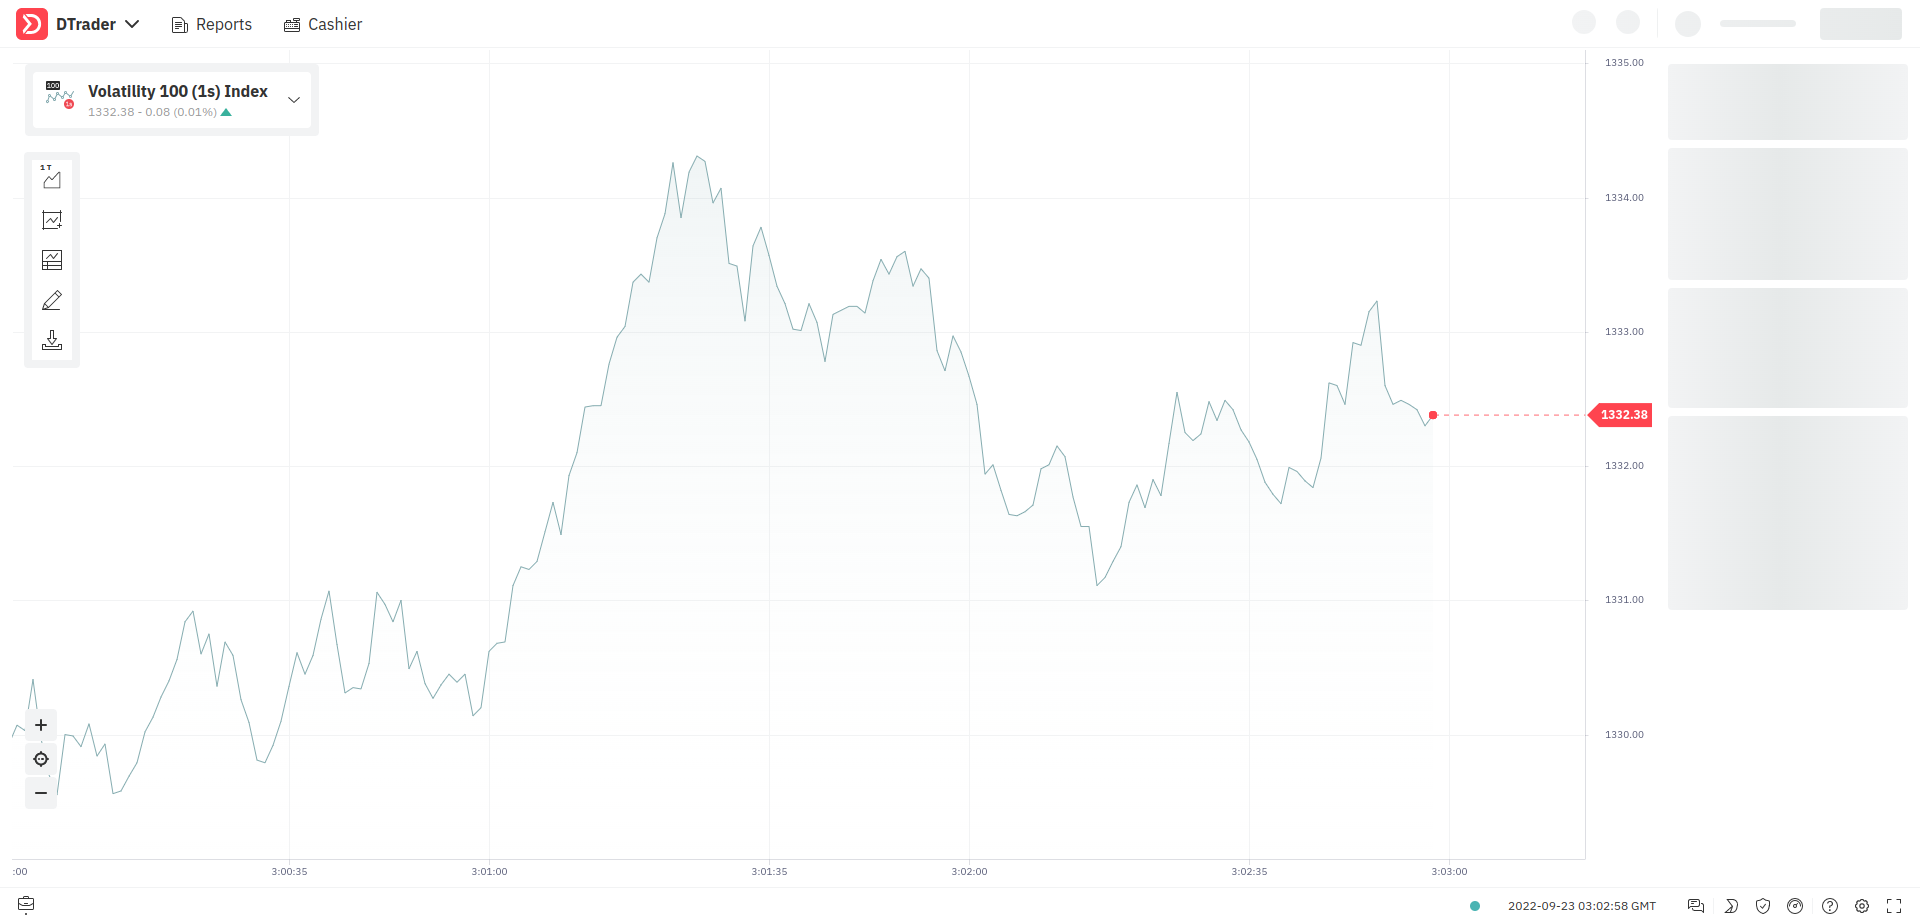 DTrader
Reports
Cashier
100
1s
Volatility 100 (1s) Index
1332.38 - 0.08 (0.01%)
1T
1335.00
1334.00
1333.00
1332.38
1332.00
1331.00
1330.00
:00
3:00:35
3:01:00
3:01:35
3:02:00
3:02:35
3:03:00
2022-09-23 03:02:58 GMT